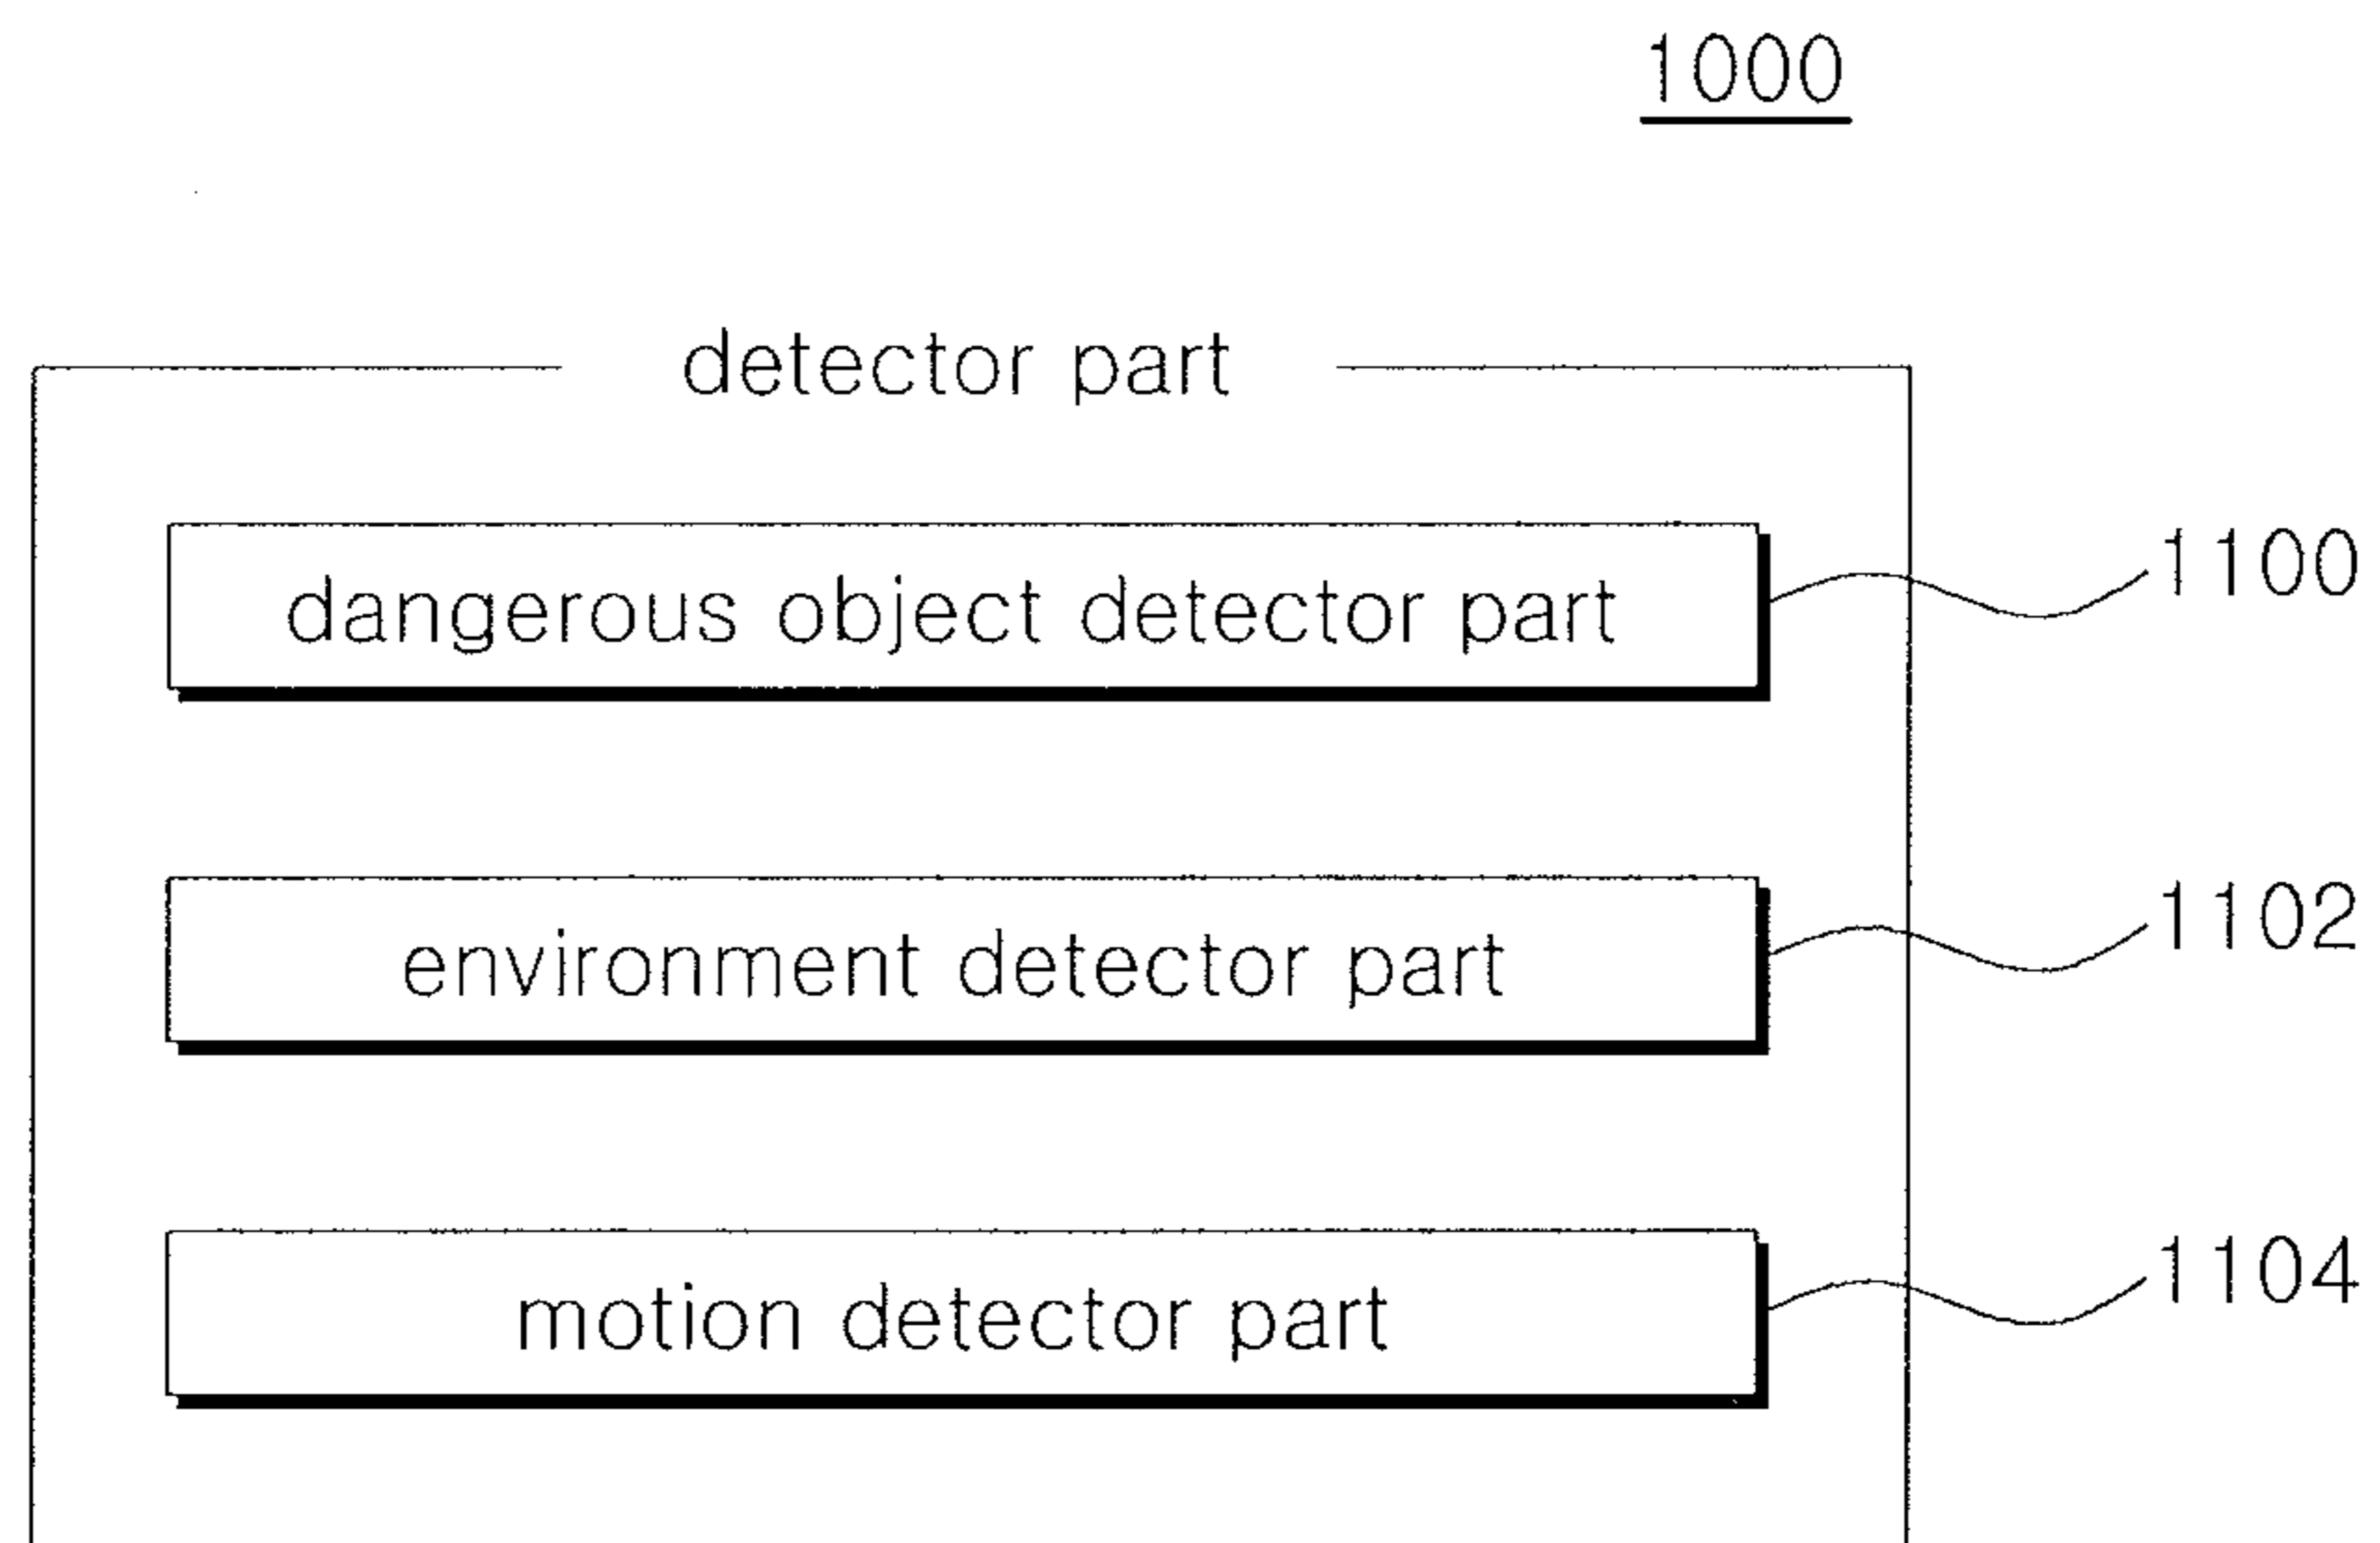 1000
detector part
dangerous object detector part 1100
environment detector part 1102
motion detector part 1104